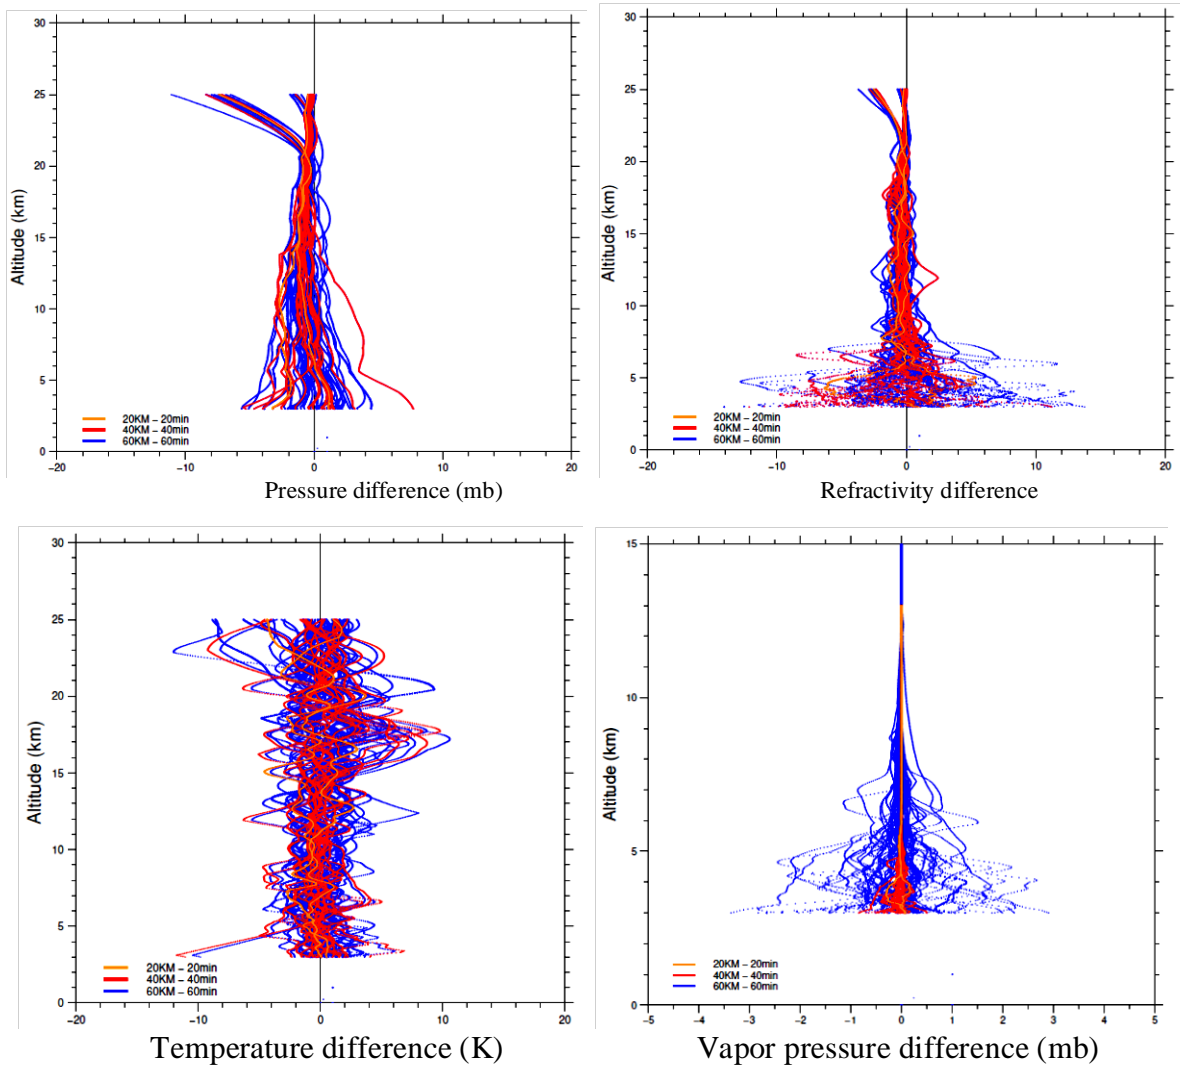 30
25
20
15
10
5
0
Altitude (km)
20KM – 20min
40KM – 40min
60KM – 60min
−20
−10
0
10
20
Pressure difference (mb)
30
25
20
15
10
5
0
Altitude (km)
20KM – 20min
40KM – 40min
60KM – 60min
−20
−10
0
10
20
Refractivity difference
30
25
20
15
10
5
0
Altitude (km)
20KM – 20min
40KM – 40min
60KM – 60min
−20
−10
0
10
20
Temperature difference (K)
15
10
5
0
Altitude (km)
20KM – 20min
40KM – 40min
60KM – 60min
−5
−4
−3
−2
−1
0
1
2
3
4
5
Vapor pressure difference (mb)